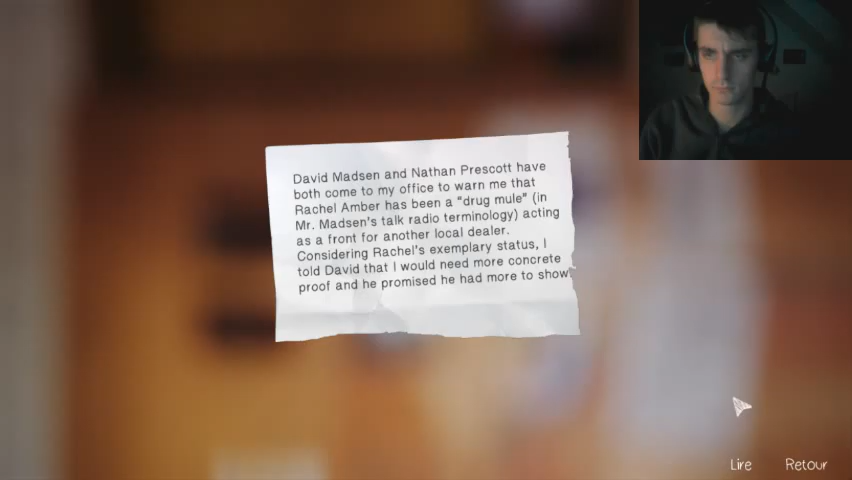 David Madsen and Nathan Prescott have
both come to my office to warn me that
Rachel Amber has been a "drug mule" (in
Mr. Madsen's talk radio terminology) acting
as a front for another local dealer.
Considering Rachel's exemplary status, I
told David that I would need more concrete
proof and he promised he had more to show!
Lire Retour